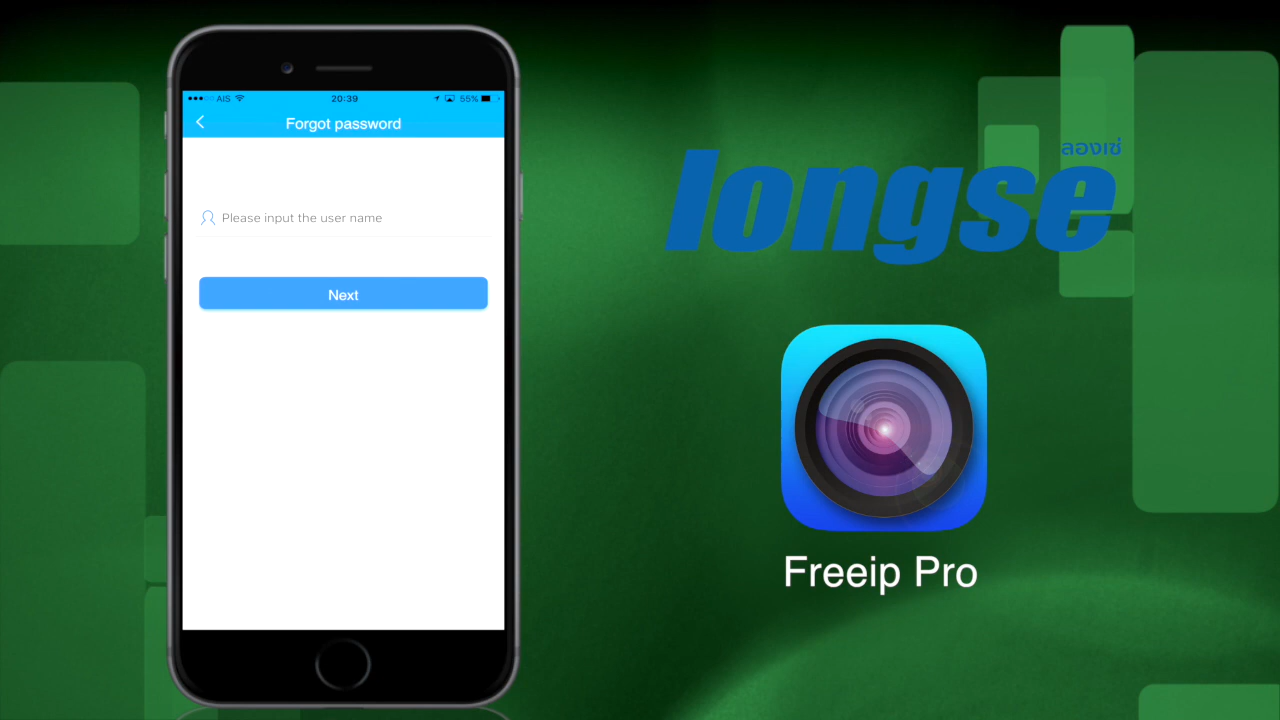 AIS
20:39
55%
Forgot password
Please input the user name
Next
ลองเซ่
longse
Freeip Pro